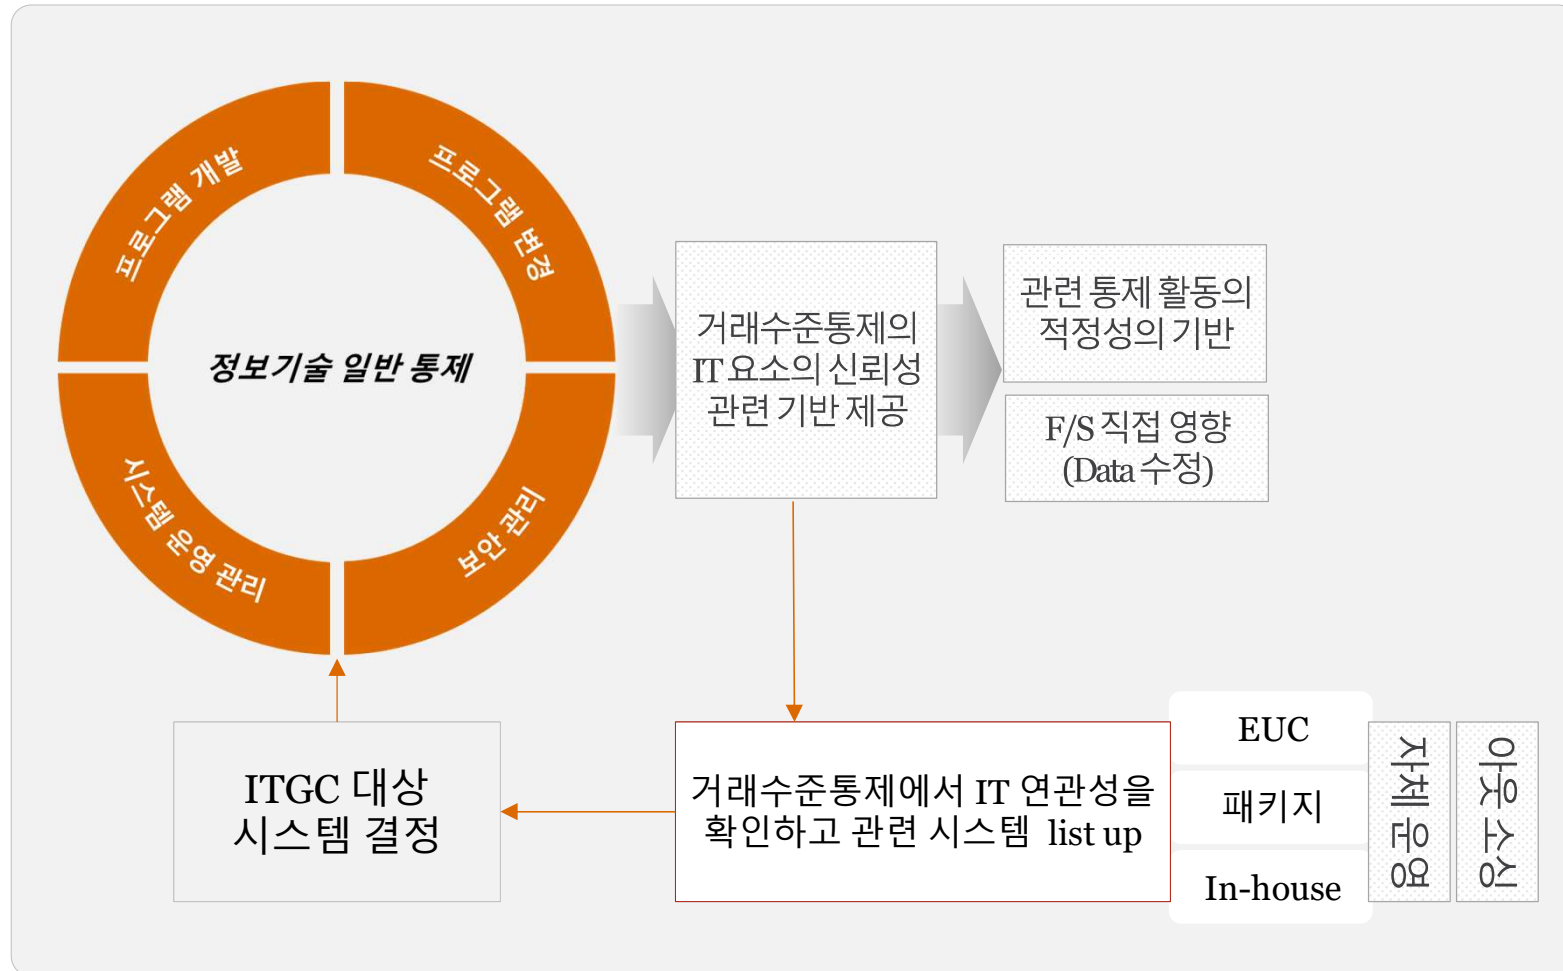 프로그램 개발
프로그램 변경
정보기술 일반 통제
시스템 운영 관리
보안 관리
거래수준통제의
IT 요소의 신뢰성
관련 기반 제공
관련 통제 활동의
적정성의 기반
F/S 직접 영향
(Data 수정)
ITGC 대상
시스템 결정
거래수준통제에서 IT 연관성을
확인하고 관련 시스템 list up
EUC
패키지
In-house
자체 운영
아웃소싱